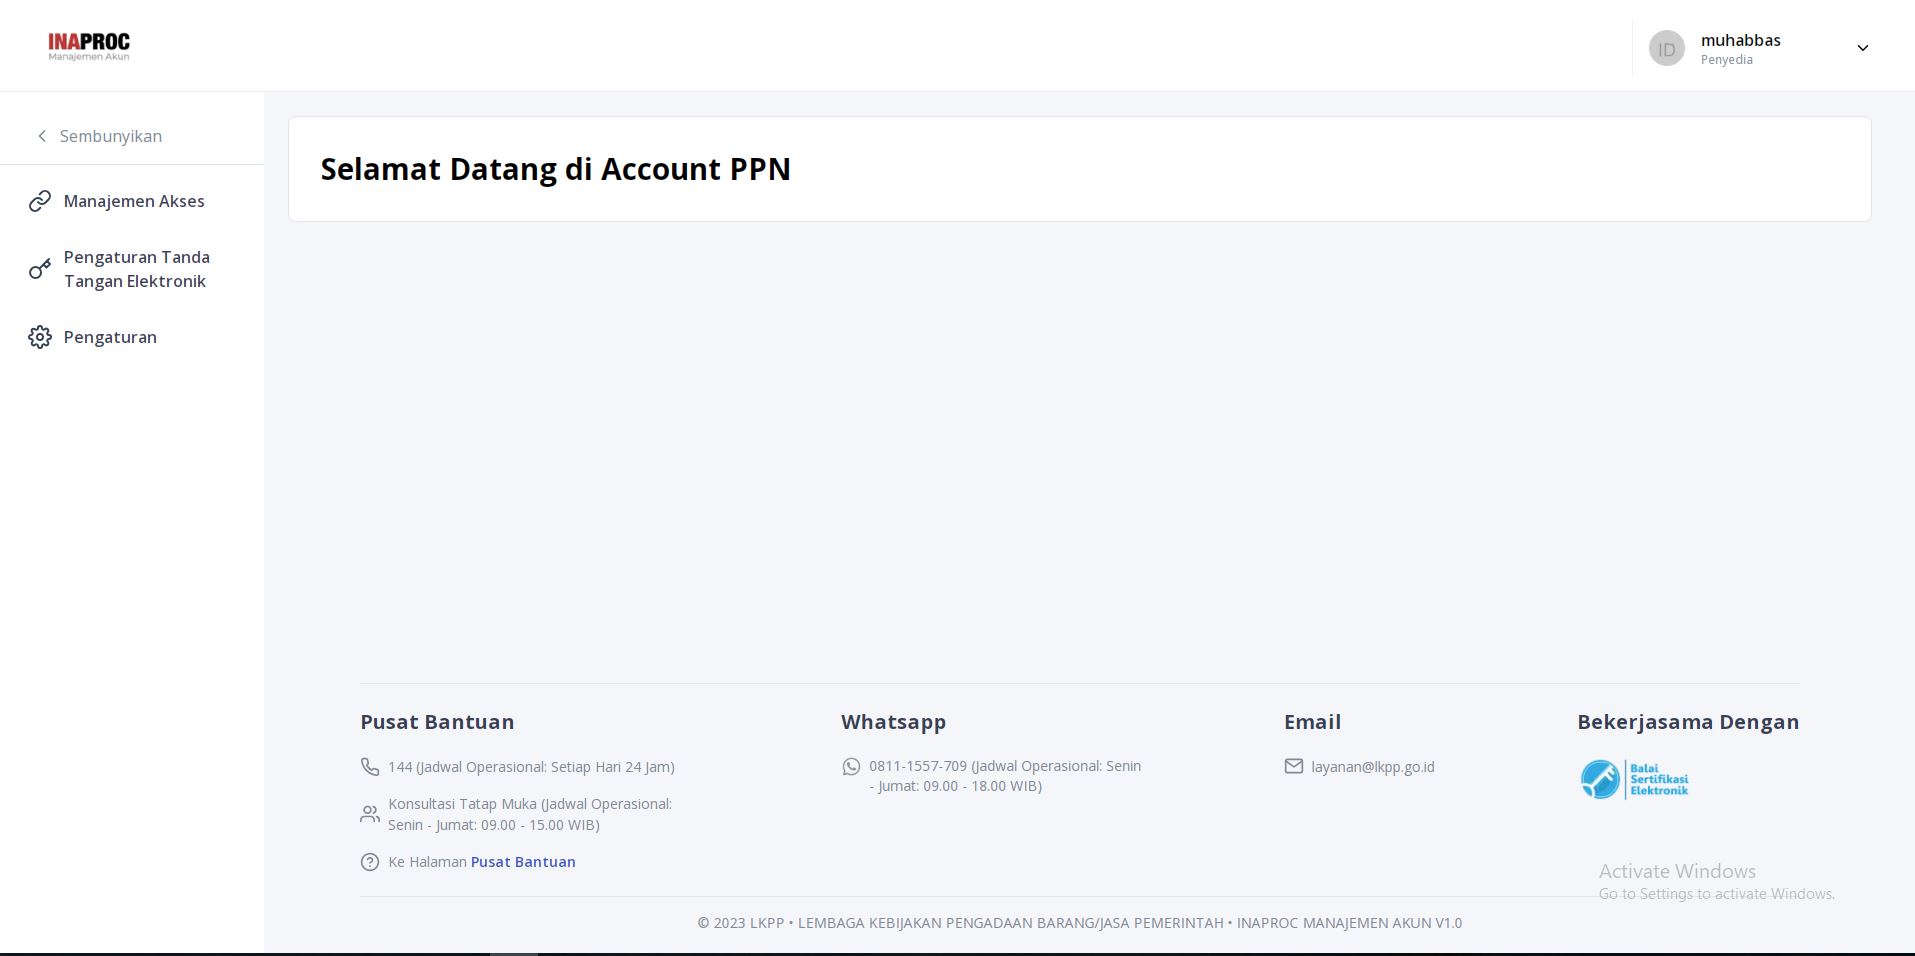 INAPROC
Manajemen Akun
ID
muhabbas
Penyedia
Sembunyikan
Manajemen Akses
Pengaturan Tanda
Tangan Elektronik
Pengaturan
Selamat Datang di Account PPN
Pusat Bantuan
144 (Jadwal Operasional: Setiap Hari 24 Jam)
Konsultasi Tatap Muka (Jadwal Operasional:
Senin - Jumat: 09.00 - 15.00 WIB)
Ke Halaman Pusat Bantuan
Whatsapp
0811-1557-709 (Jadwal Operasional: Senin
- Jumat: 09.00 - 18.00 WIB)
Email
layanan@lkpp.go.id
Bekerjasama Dengan
Balai
Sertifikasi
Elektronik
Activate Windows
Go to Settings to activate Windows.
© 2023 LKPP • LEMBAGA KEBIJAKAN PENGADAAN BARANG/JASA PEMERINTAH • INAPROC MANAJEMEN AKUN V1.0